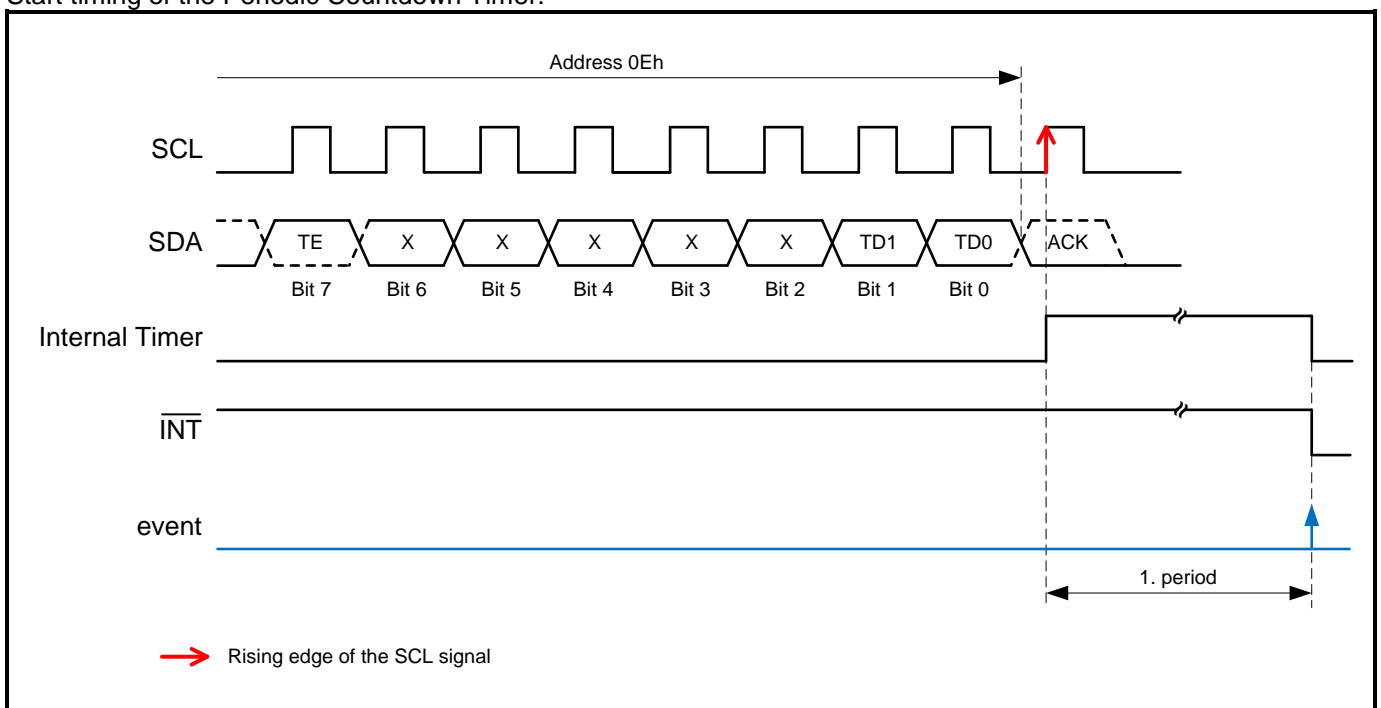 Start timing of the Periodic Countdown Timer:
Address 0Eh
SCL
SDA TE X X X X X TD1 TD0 ACK
Bit 7 Bit 6 Bit 5 Bit 4 Bit 3 Bit 2 Bit 1 Bit 0
Internal Timer
INT
event
1. period
Rising edge of the SCL signal